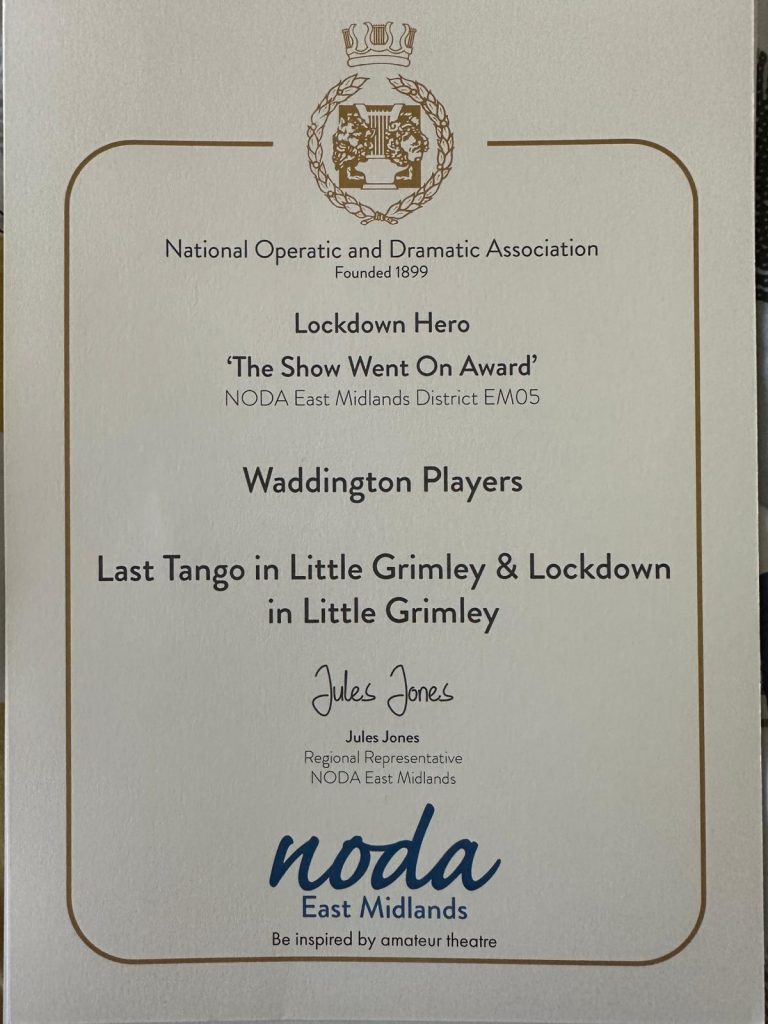 National Operatic and Dramatic Association
Founded 1899
Lockdown Hero
‘The Show Went On Award’
NODA East Midlands District EM05
Waddington Players
Last Tango in Little Grimley & Lockdown
in Little Grimley
Jules Jones
Jules Jones
Regional Representative
NODA East Midlands
noda
East Midlands
Be inspired by amateur theatre